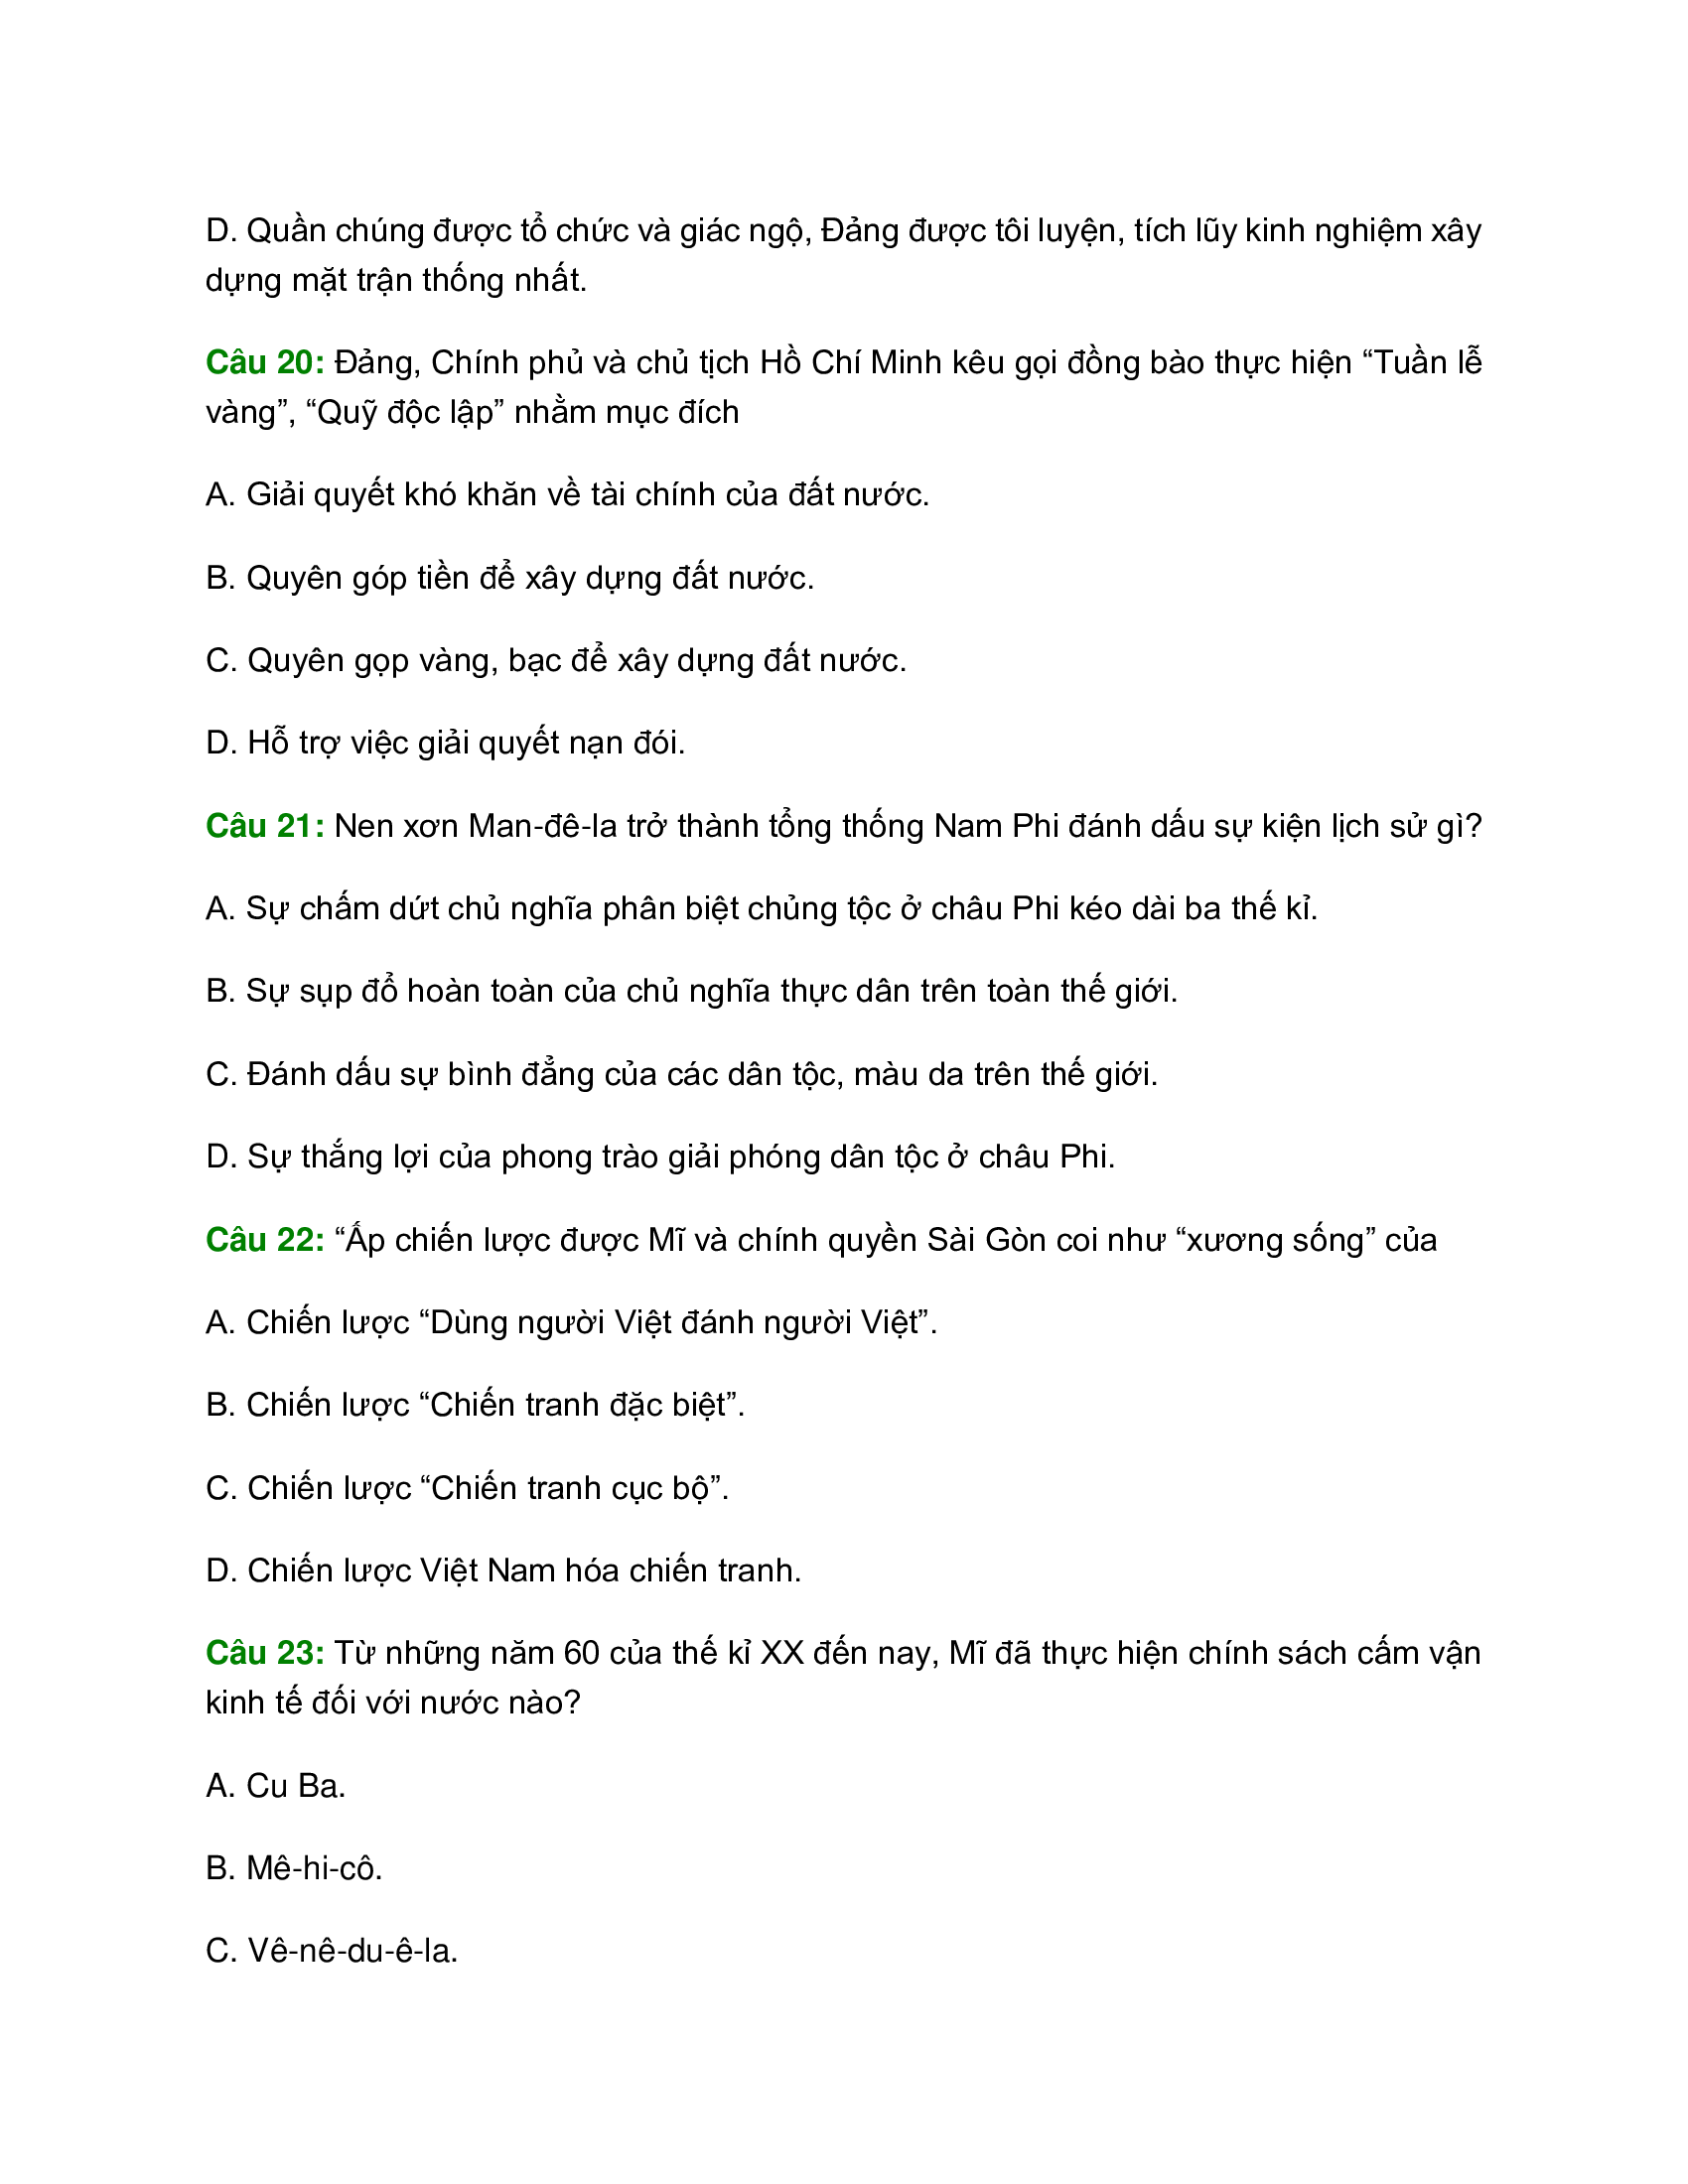 D. Quần chúng được tổ chức và giác ngộ, Đảng được tôi luyện, tích lũy kinh nghiệm xây
dựng mặt trận thống nhất.
Câu 20: Đảng, Chính phủ và chủ tịch Hồ Chí Minh kêu gọi đồng bào thực hiện “Tuần lễ
vàng”, “Quỹ độc lập” nhằm mục đích
A. Giải quyết khó khăn về tài chính của đất nước.
B. Quyên góp tiền để xây dựng đất nước.
C. Quyên gọp vàng, bạc để xây dựng đất nước.
D. Hỗ trợ việc giải quyết nạn đói.
Câu 21: Nen xơn Man-đê-la trở thành tổng thống Nam Phi đánh dấu sự kiện lịch sử gì?
A. Sự chấm dứt chủ nghĩa phân biệt chủng tộc ở châu Phi kéo dài ba thế kỉ.
B. Sự sụp đổ hoàn toàn của chủ nghĩa thực dân trên toàn thế giới.
C. Đánh dấu sự bình đẳng của các dân tộc, màu da trên thế giới.
D. Sự thắng lợi của phong trào giải phóng dân tộc ở châu Phi.
Câu 22: “Ấp chiến lược được Mĩ và chính quyền Sài Gòn coi như “xương sống” của
A. Chiến lược “Dùng người Việt đánh người Việt”.
B. Chiến lược “Chiến tranh đặc biệt”.
C. Chiến lược “Chiến tranh cục bộ”.
D. Chiến lược Việt Nam hóa chiến tranh.
Câu 23: Từ những năm 60 của thế kỉ XX đến nay, Mĩ đã thực hiện chính sách cấm vận
kinh tế đối với nước nào?
A. Cu Ba.
B. Mê-hi-cô.
C. Vê-nê-du-ê-la.